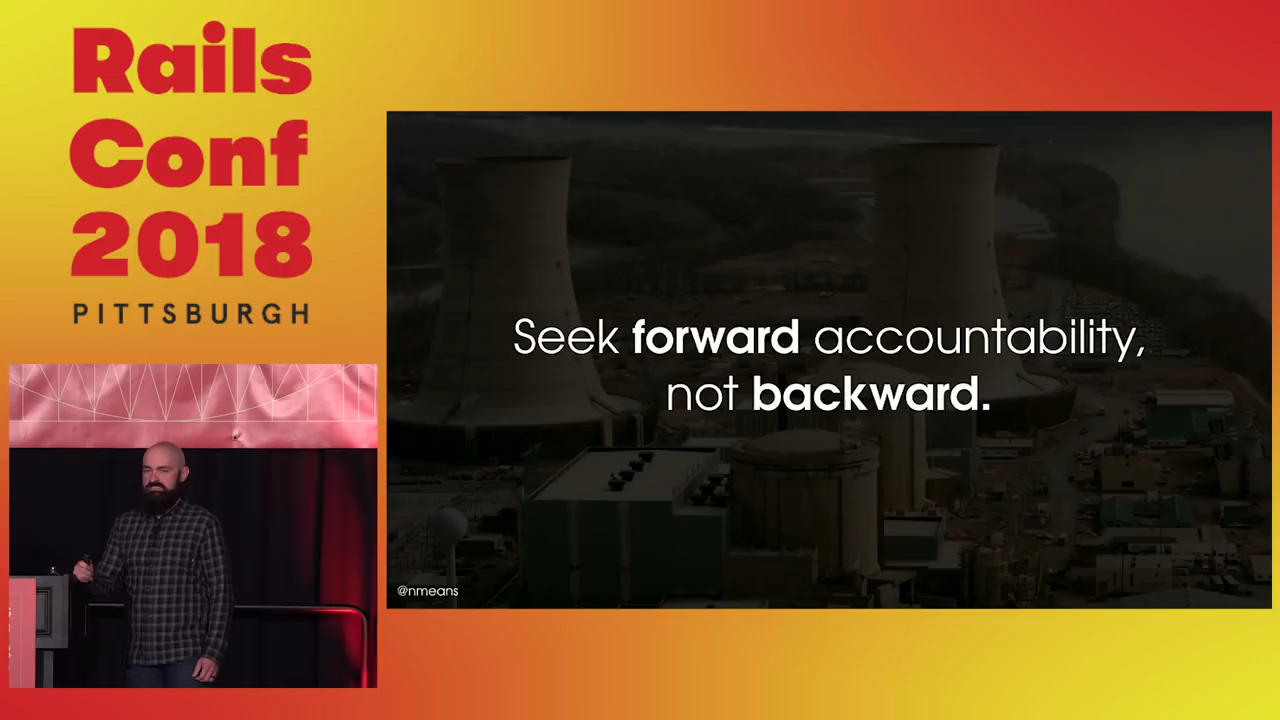 Rails
Conf
2018
PITTSBURGH
Seek forward accountability,
not backward.
@nmeans